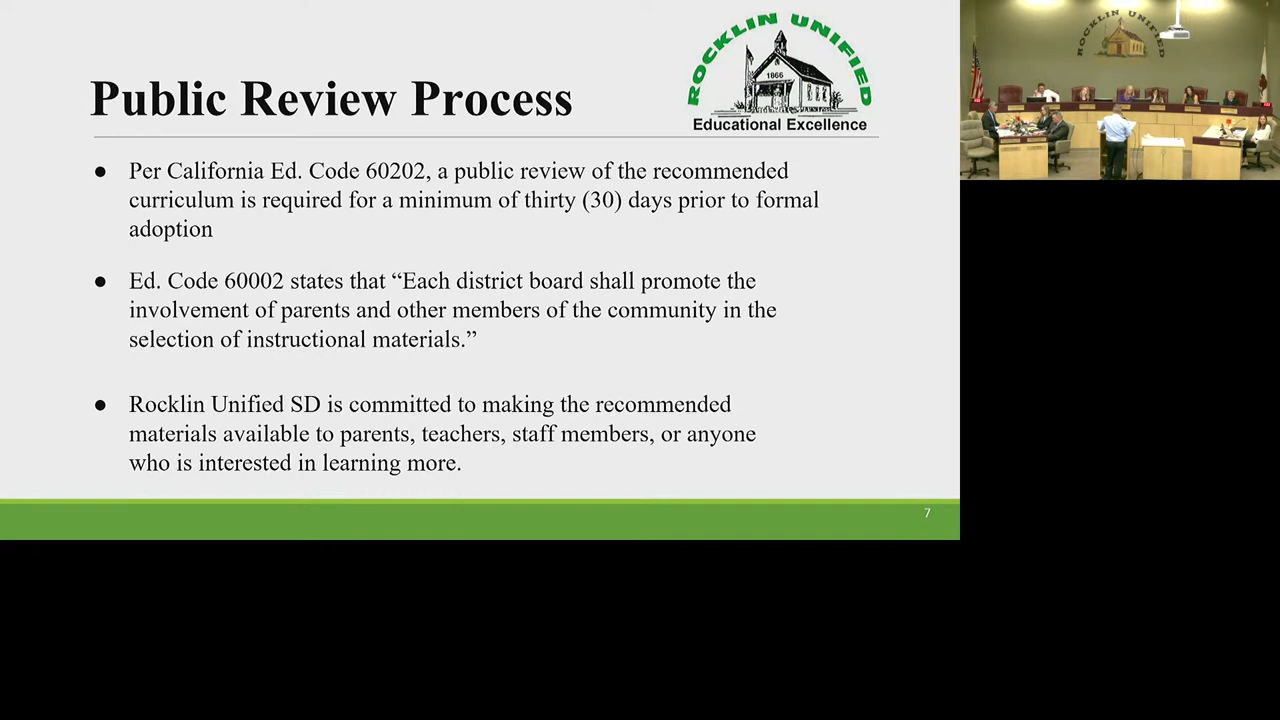 Public Review Process
ROCKLIN UNIFIED
1866
Educational Excellence
● Per California Ed. Code 60202, a public review of the recommended
curriculum is required for a minimum of thirty (30) days prior to formal
adoption
● Ed. Code 60002 states that “Each district board shall promote the
involvement of parents and other members of the community in the
selection of instructional materials.”
● Rocklin Unified SD is committed to making the recommended
materials available to parents, teachers, staff members, or anyone
who is interested in learning more.
7
ROCKLIN UNIFIED